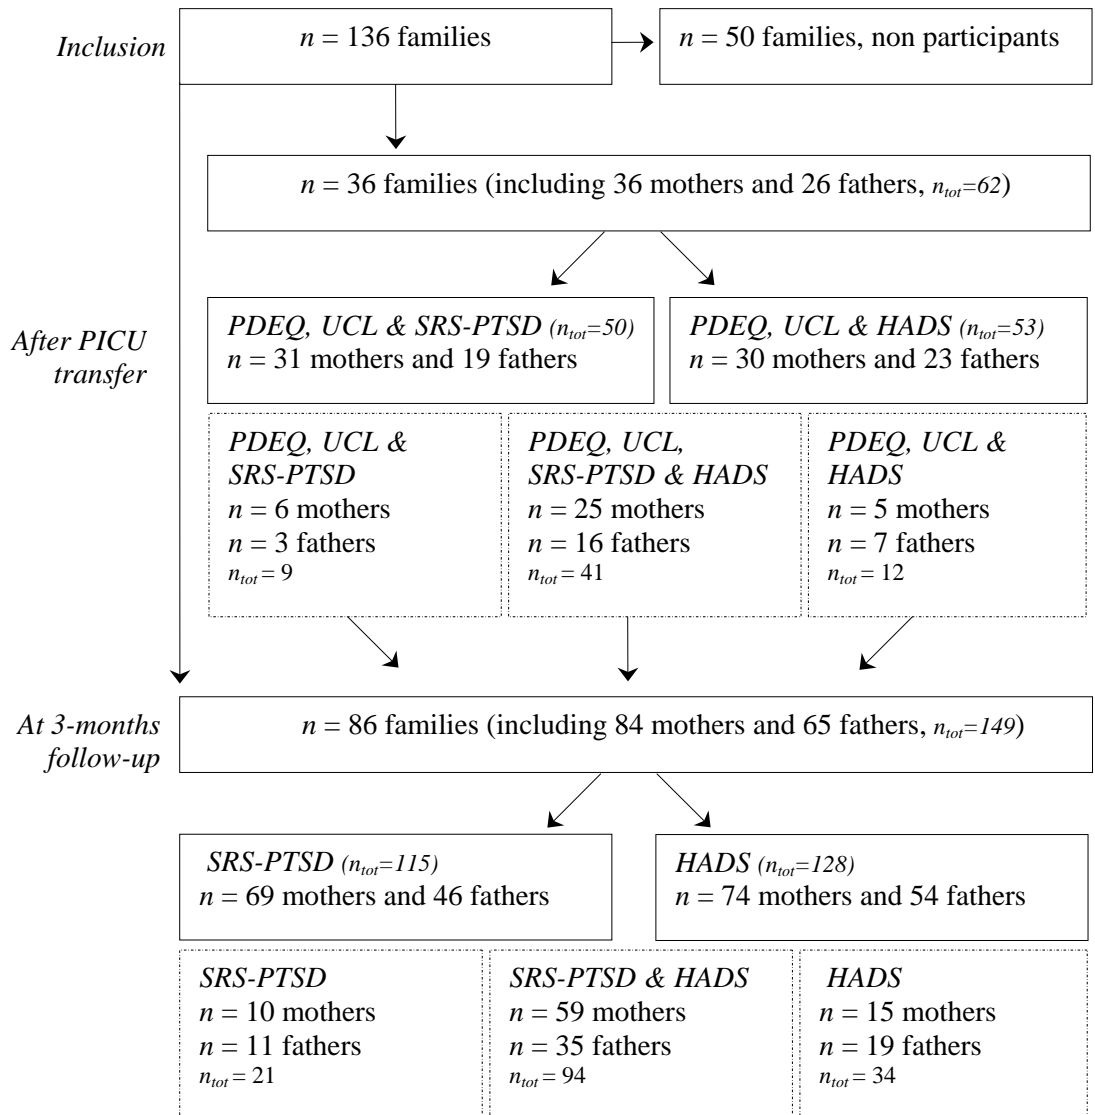 Inclusion
n = 136 families
n = 50 families, non participants
n = 36 families (including 36 mothers and 26 fathers, ntot=62)
After PICU
transfer
PDEQ, UCL & SRS-PTSD (ntot=50)
n = 31 mothers and 19 fathers
PDEQ, UCL & HADS (ntot=53)
n = 30 mothers and 23 fathers
PDEQ, UCL &
SRS-PTSD
n = 6 mothers
n = 3 fathers
ntot = 9
PDEQ, UCL,
SRS-PTSD & HADS
n = 25 mothers
n = 16 fathers
ntot = 41
PDEQ, UCL &
HADS
n = 5 mothers
n = 7 fathers
ntot = 12
At 3-months
follow-up
n = 86 families (including 84 mothers and 65 fathers, ntot=149)
SRS-PTSD (ntot=115)
n = 69 mothers and 46 fathers
HADS (ntot=128)
n = 74 mothers and 54 fathers
SRS-PTSD
n = 10 mothers
n = 11 fathers
ntot = 21
SRS-PTSD & HADS
n = 59 mothers
n = 35 fathers
ntot = 94
HADS
n = 15 mothers
n = 19 fathers
ntot = 34